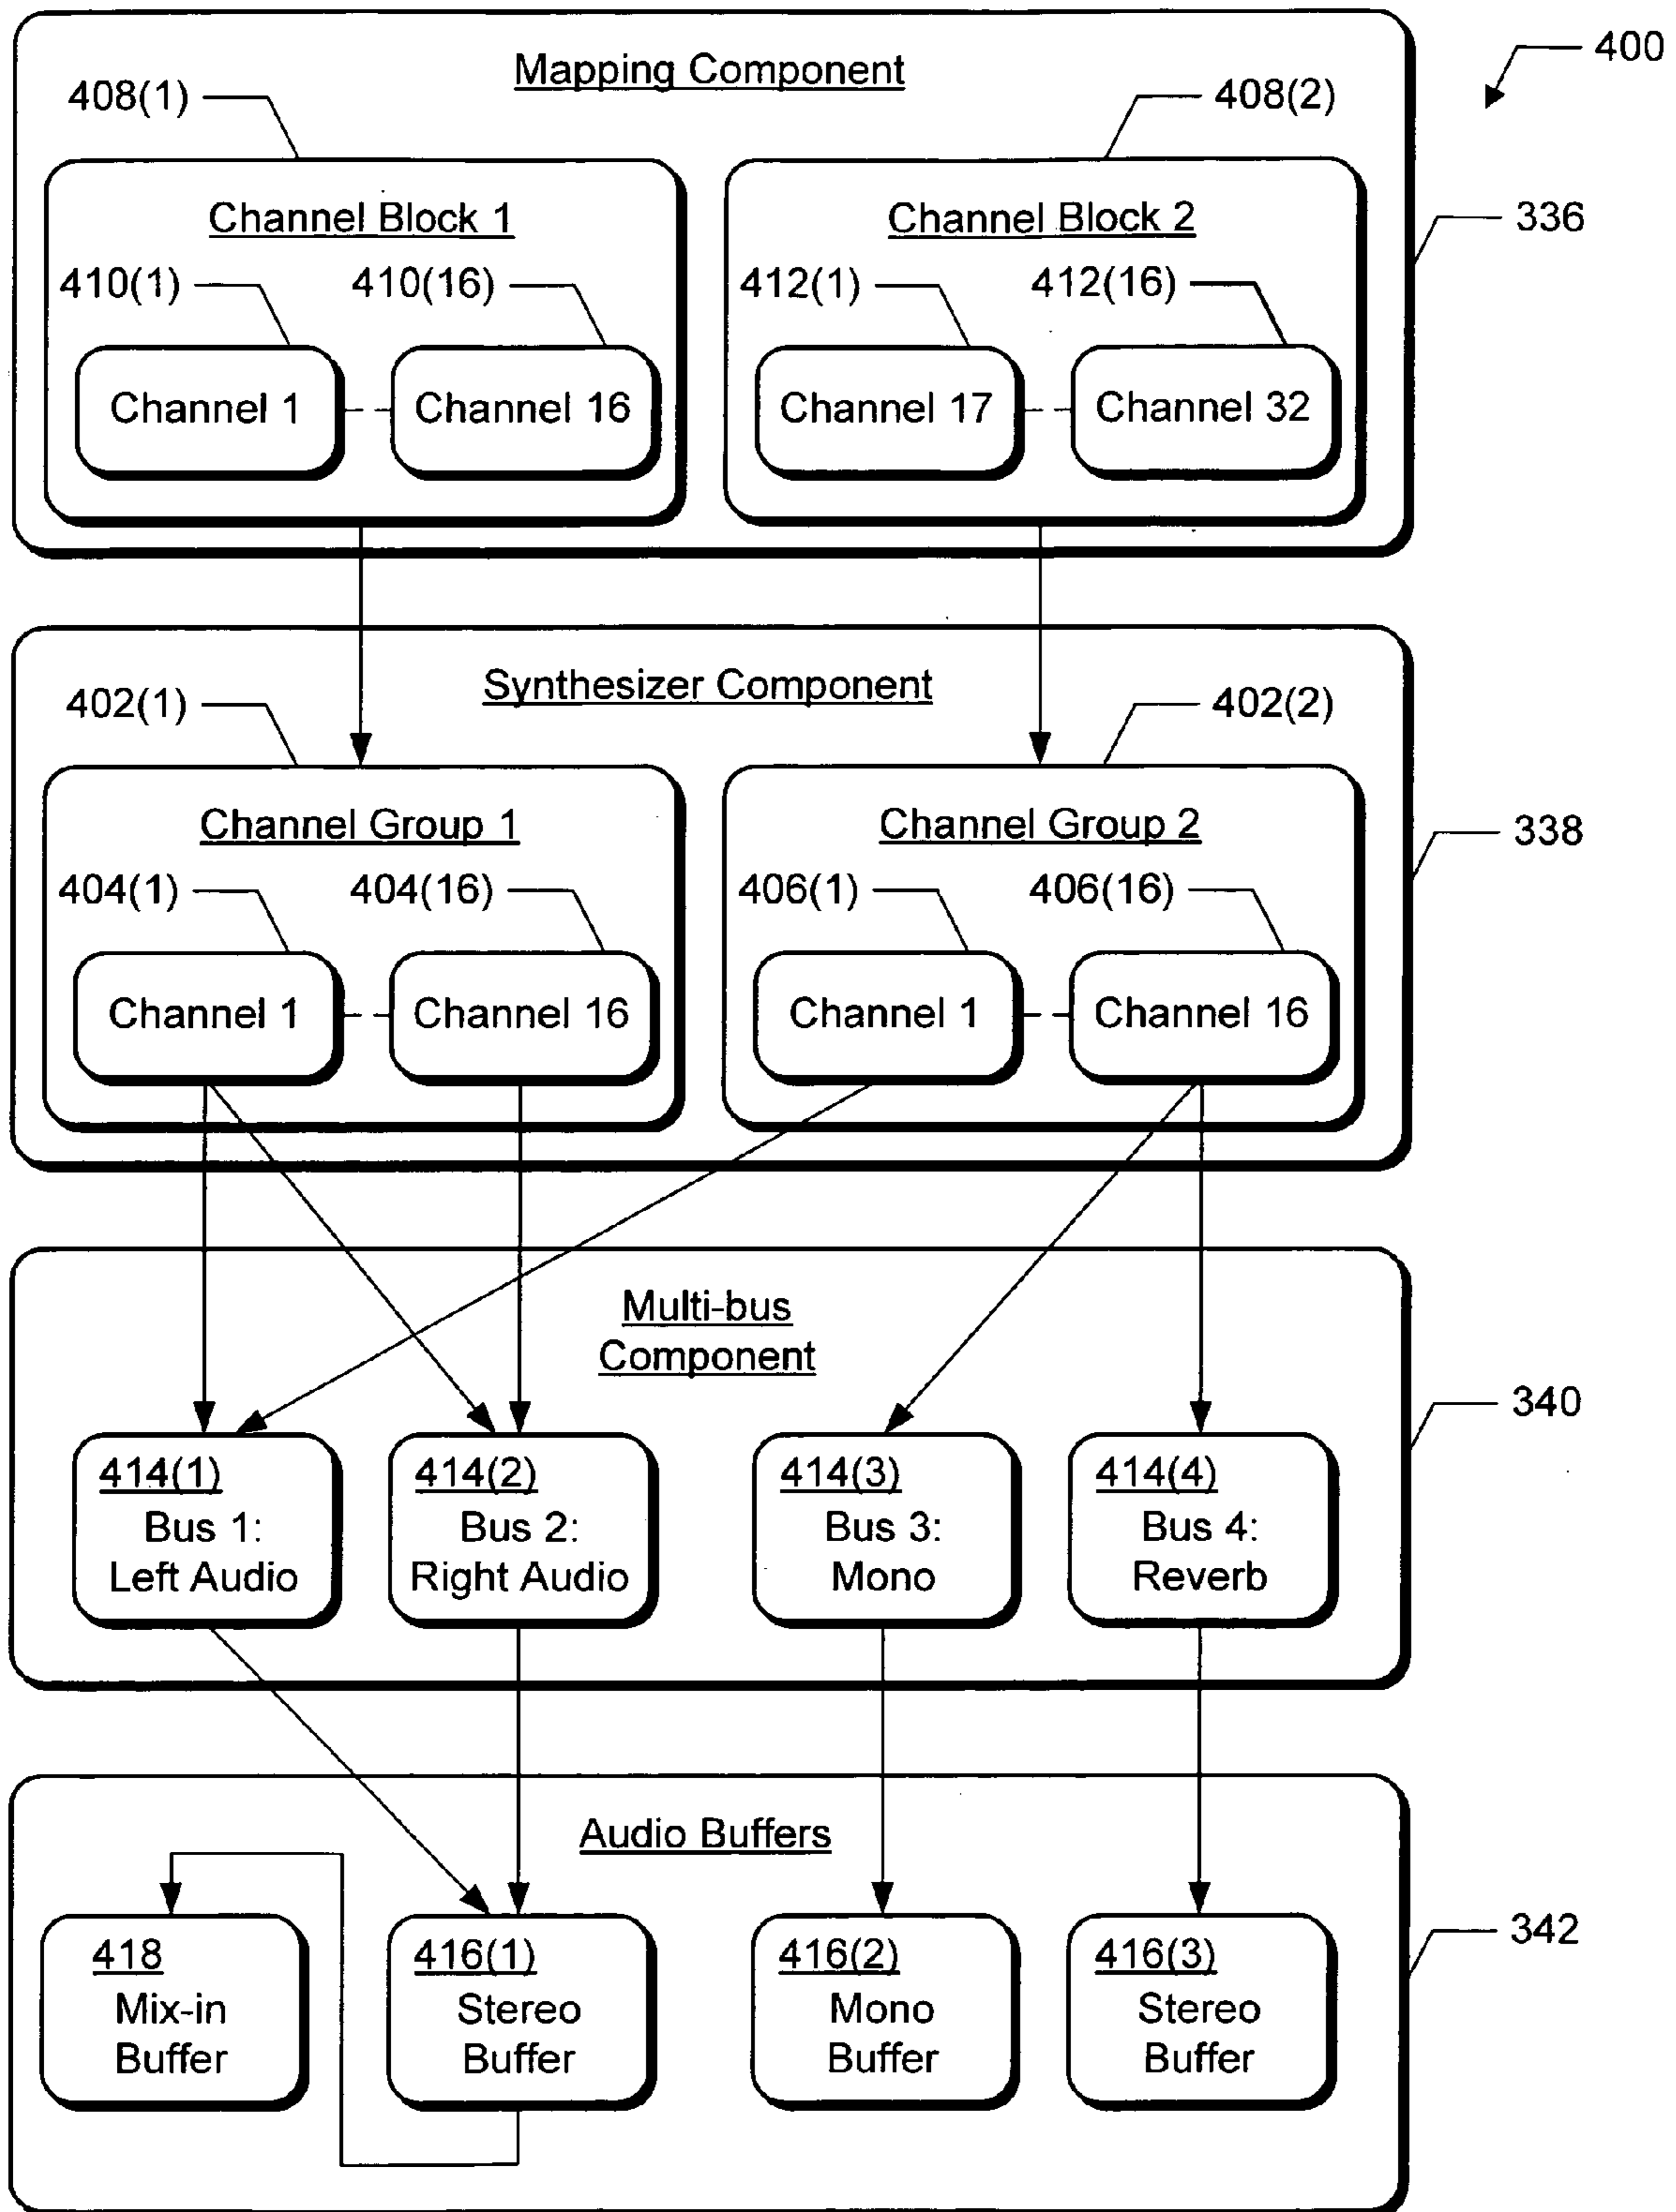 400
Mapping Component
408(1)
408(2)
336
Channel Block 1
Channel Block 2
410(1)
410(16)
412(1)
412(16)
Channel 1
Channel 16
Channel 17
Channel 32
Synthesizer Component
402(1)
402(2)
338
Channel Group 1
Channel Group 2
404(1)
404(16)
406(1)
406(16)
Channel 1
Channel 16
Channel 1
Channel 16
Multi-bus
Component
340
414(1)
Bus 1:
Left Audio
414(2)
Bus 2:
Right Audio
414(3)
Bus 3:
Mono
414(4)
Bus 4:
Reverb
Audio Buffers
342
418
Mix-in
Buffer
416(1)
Stereo
Buffer
416(2)
Mono
Buffer
416(3)
Stereo
Buffer